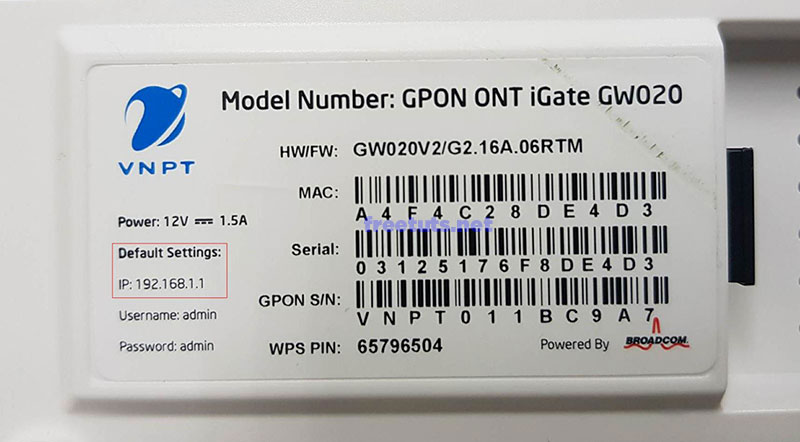 Model Number: GPON ONT iGate GW020
VNPT
HW/FW: GW020V2/G2.16A.06RTM
MAC:
A4F4C28DE4D3
freetuts.net
Power: 12V ⎓ 1.5A
Serial:
03125176F8DE4D3
Default Settings:
IP: 192.168.1.1
GPON S/N:
VNPT011BC9A7
Username: admin
Password: admin
WPS PIN: 65796504
Powered By BROADCOM.